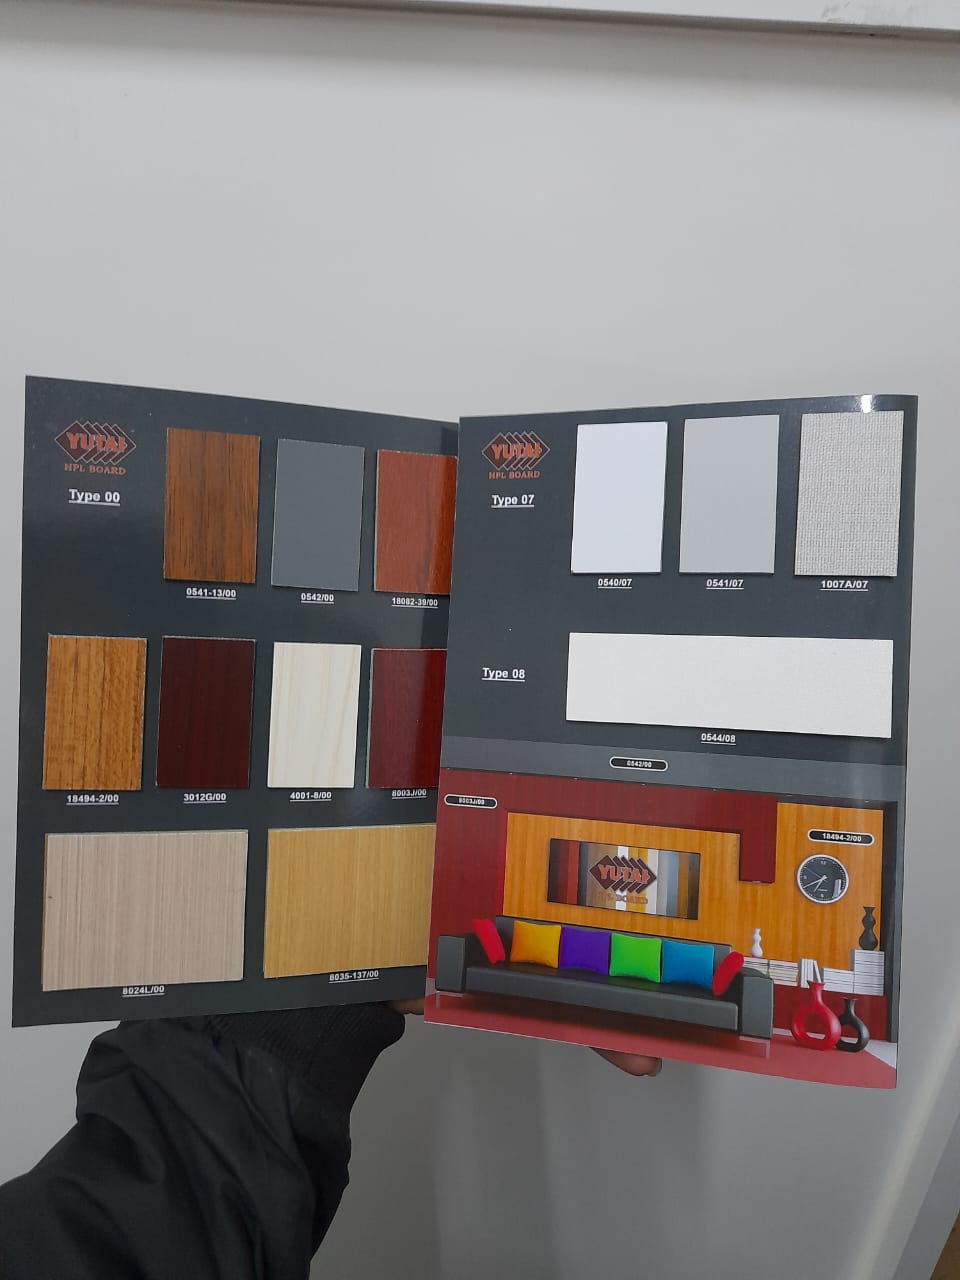 YUTAI
HPL BOARD
Type 00
0541-13/00
0542/00
18082-39/00
18494-2/00
3012G/00
4001-8/00
8003J/00
8024L/00
8035-137/00
YUTAI
HPL BOARD
Type 07
0540/07
0541/07
1007A/07
Type 08
0544/08
0542/00
8003J/00
18494-2/00
YUTAI
HPL BOARD